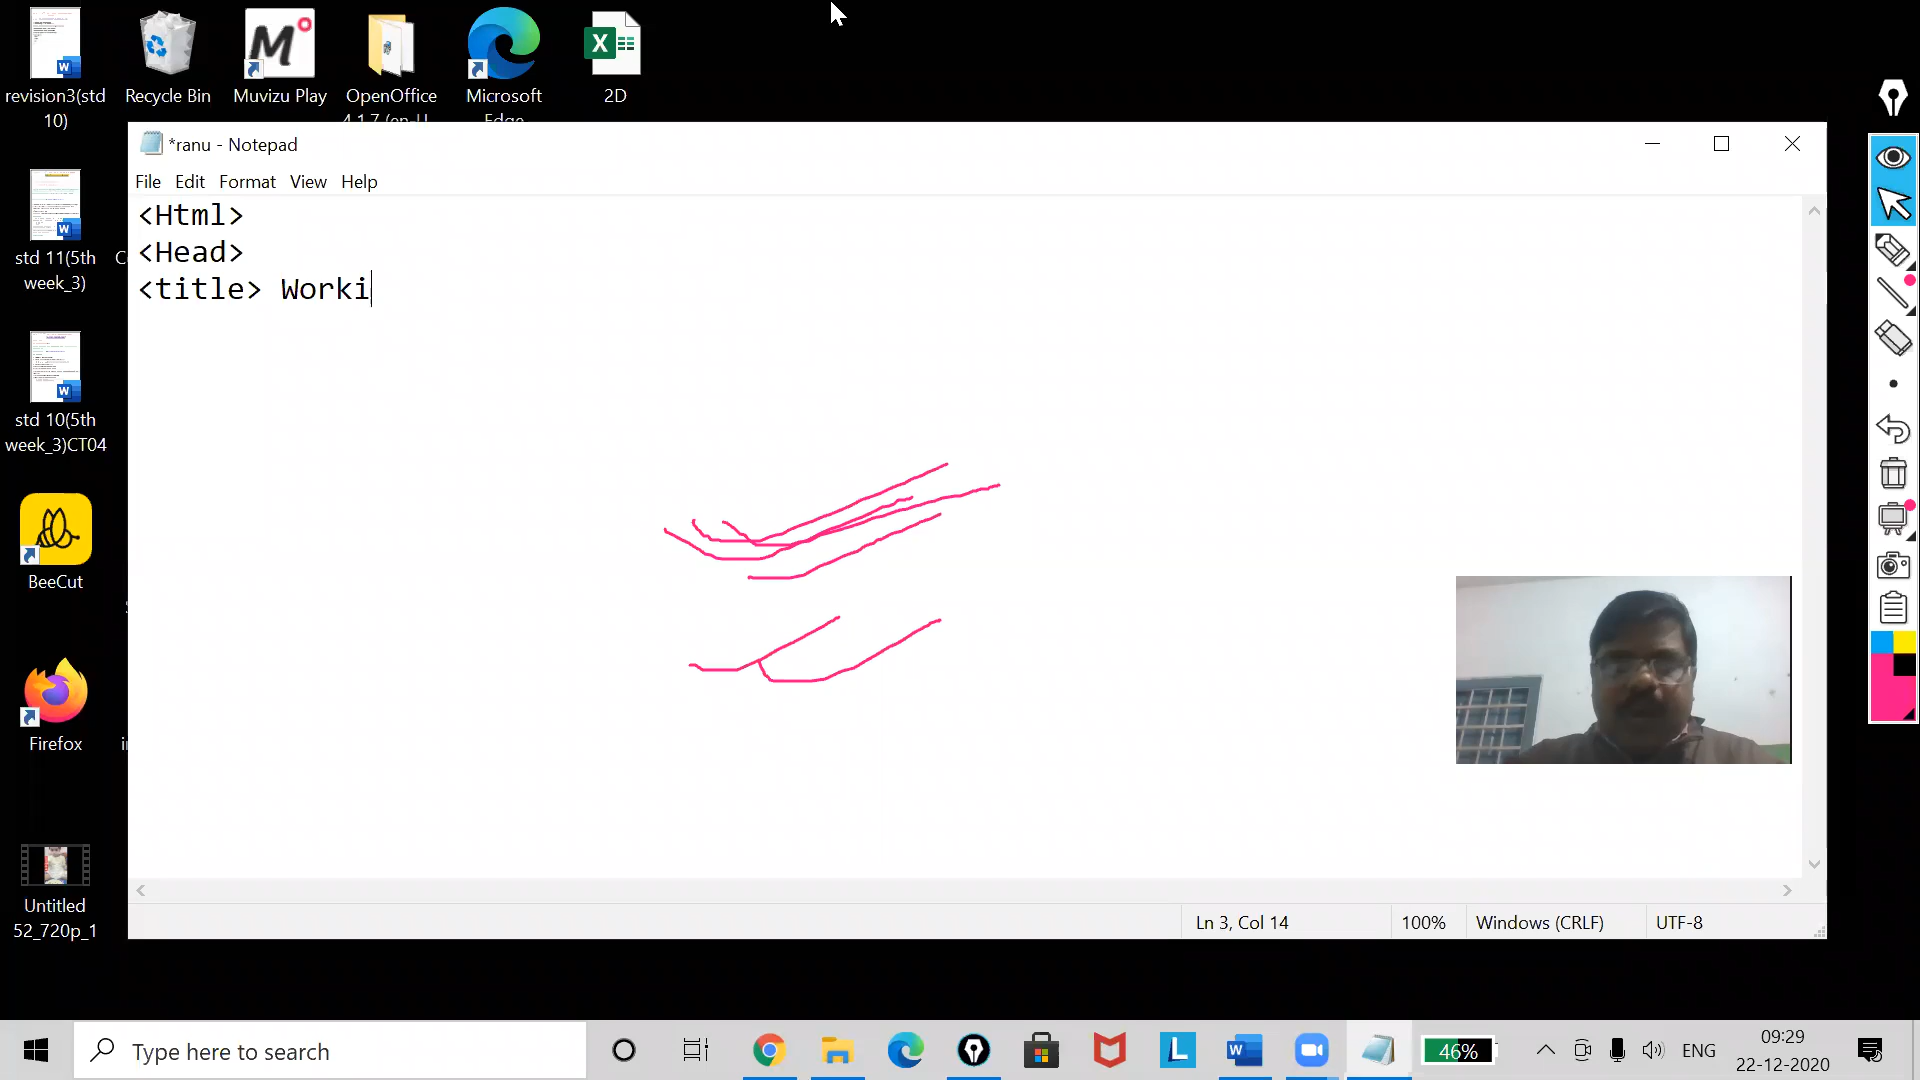 revision3(std
10)
Recycle Bin
Muvizu Play
OpenOffice
Microsoft
Edge
2D
*ranu - Notepad
File Edit Format View Help
<Html>
<Head>
<title> Worki
std 11(5th
week_3)
std 10(5th
week_3)CT04
BeeCut
Firefox
Untitled
52_720p_1
Ln 3, Col 14
100%
Windows (CRLF)
UTF-8
Type here to search
46%
ENG
09:29
22-12-2020